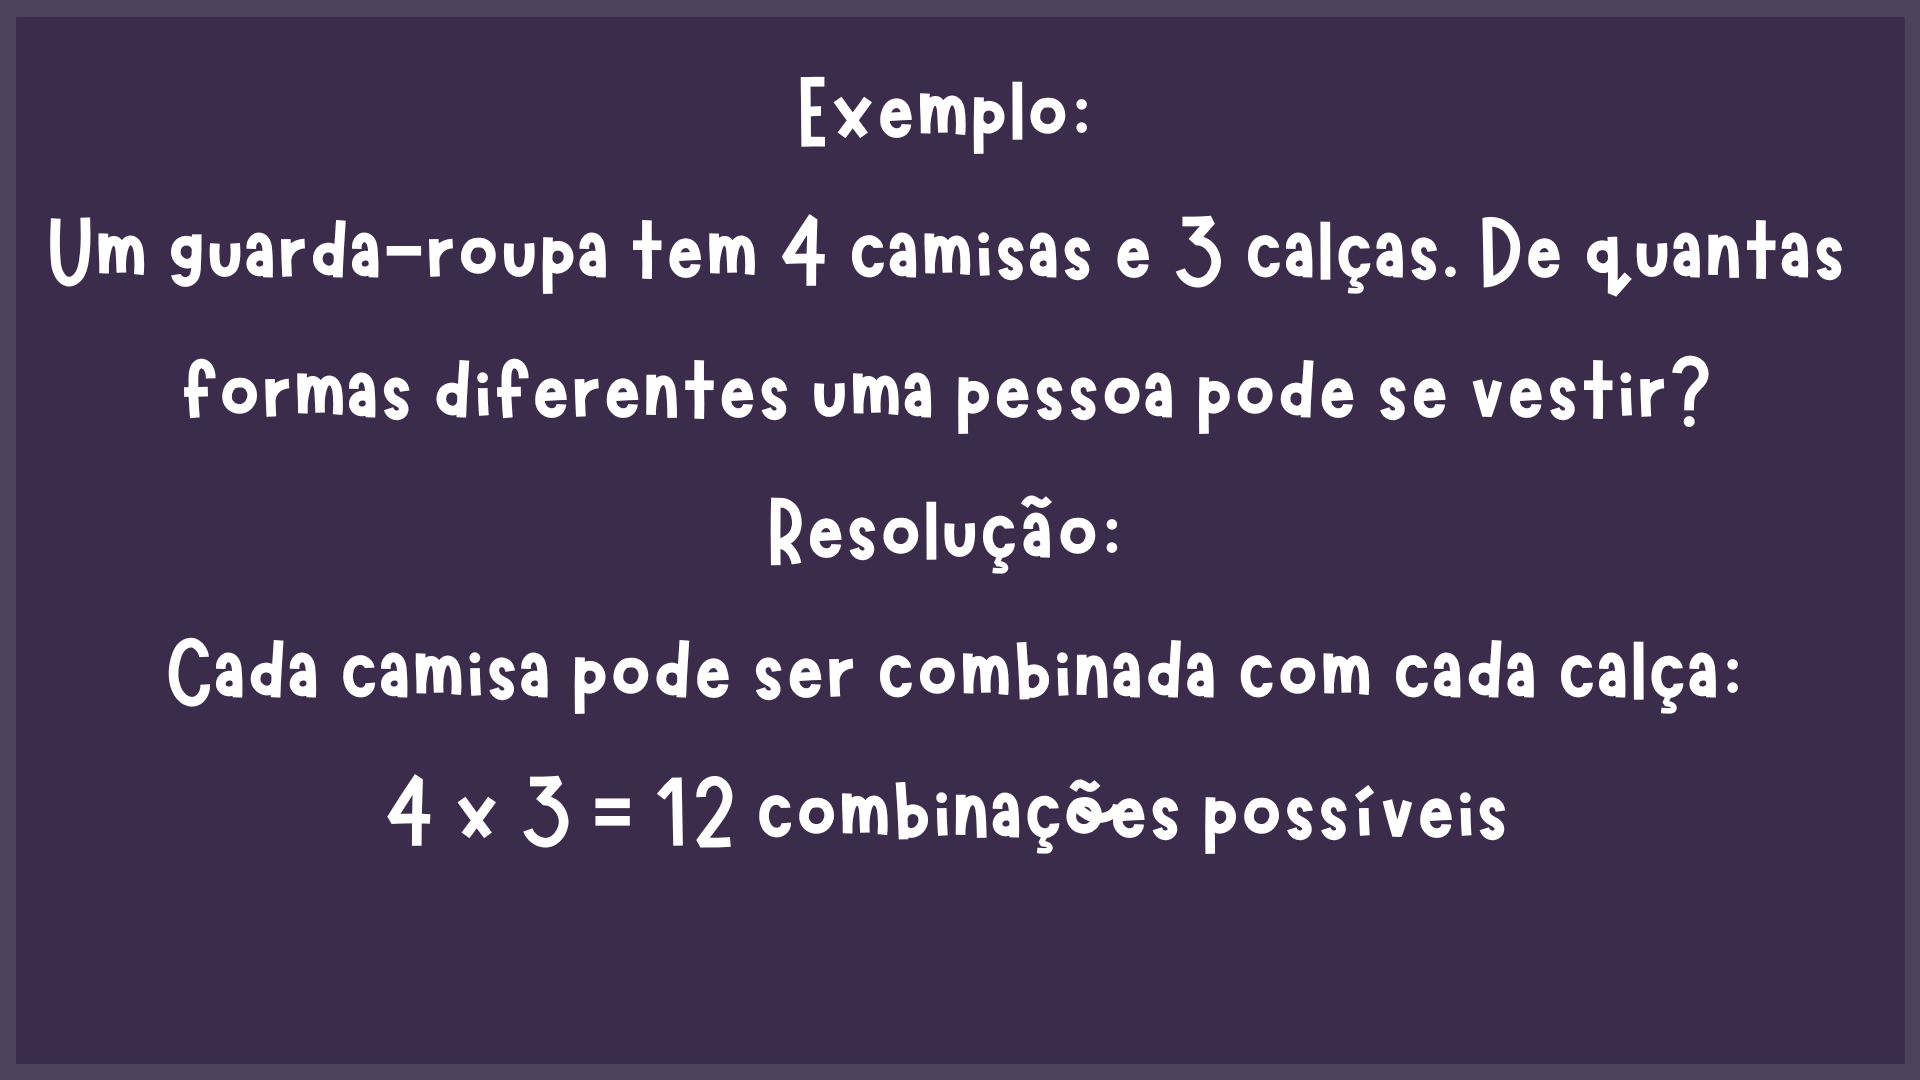 Exemplo:
Um guarda-roupa tem 4 camisas e 3 calças. De quantas
formas diferentes uma pessoa pode se vestir?
Resolução:
Cada camisa pode ser combinada com cada calça:
4 × 3 = 12 combinações possíveis